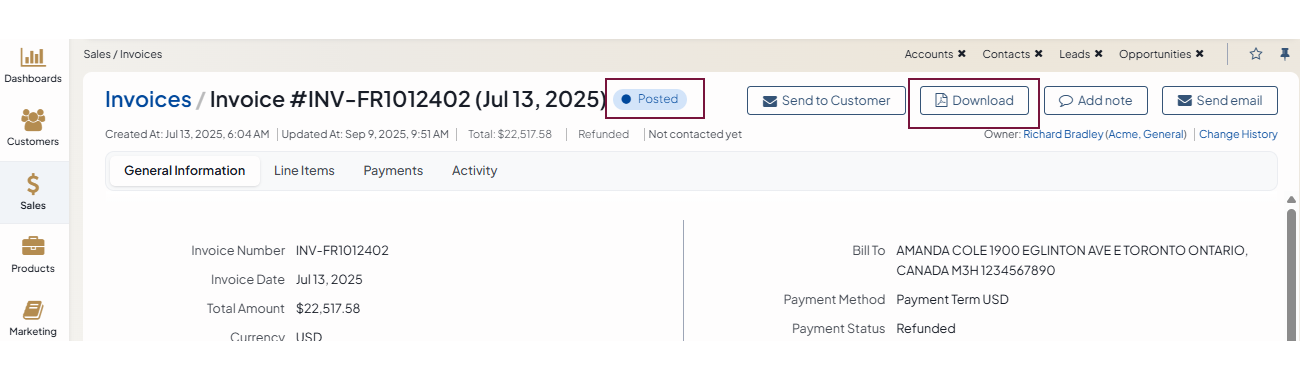 Sales / Invoices
Accounts ✖ Contacts ✖ Leads ✖ Opportunities ✖
Dashboards
Customers
Sales
Products
Marketing
Invoices / Invoice #INV-FR1012402 (Jul 13, 2025) Posted
Send to Customer Download Add note Send email
Created At: Jul 13, 2025, 6:04 AM | Updated At: Sep 9, 2025, 9:51 AM | Total: $22,517.58 | Refunded | Not contacted yet
Owner: Richard Bradley (Acme, General) | Change History
General Information Line Items Payments Activity
Invoice Number INV-FR1012402
Invoice Date Jul 13, 2025
Total Amount $22,517.58
Currency USD
Bill To AMANDA COLE 1900 EGLINTON AVE E TORONTO ONTARIO,
CANADA M3H 1234567890
Payment Method Payment Term USD
Payment Status Refunded